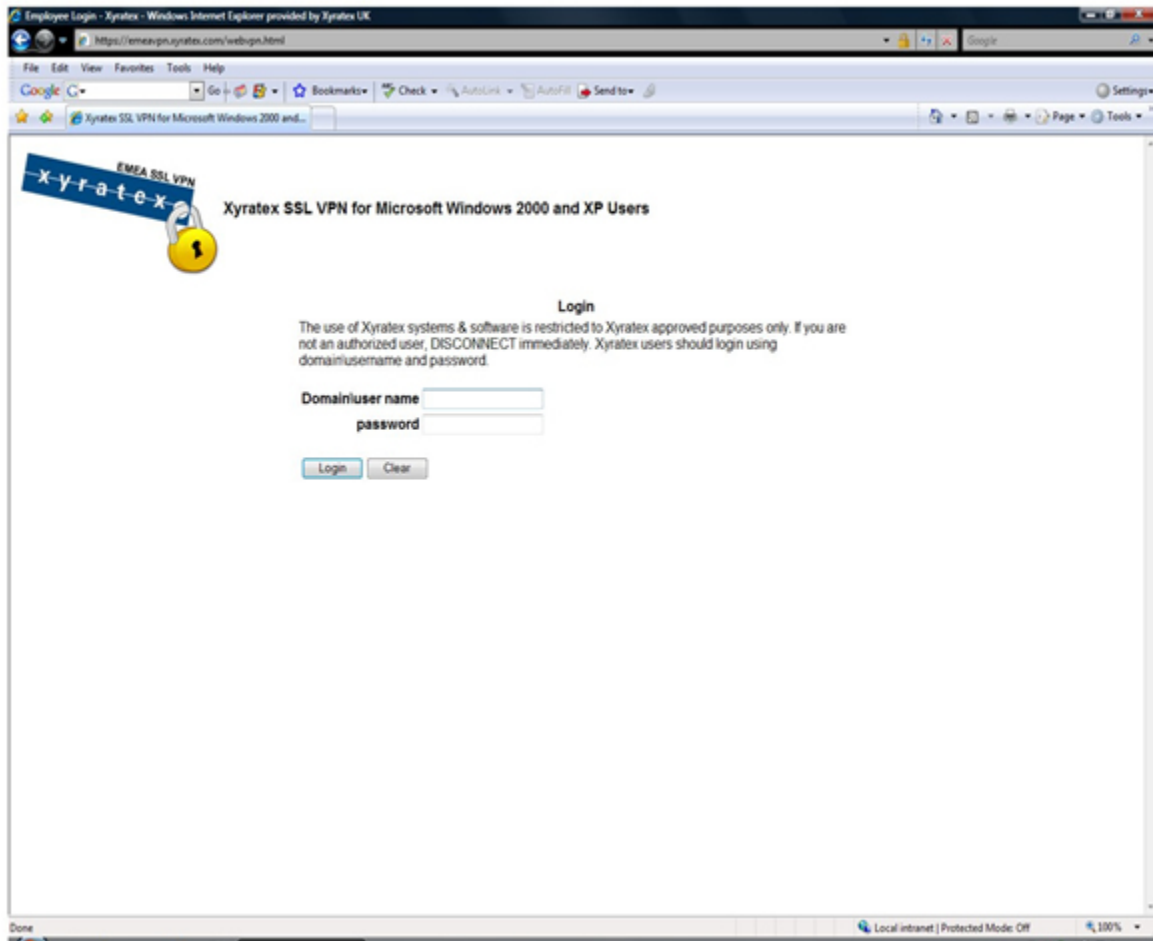 Employee Login - Xyratex - Windows Internet Explorer provided by Xyratex UK
https://emeavpn.xyratex.com/webvpn.html
Google
File Edit View Favorites Tools Help
Google G Go Bookmarks Check AutoLink AutoFill Send to Settings
Xyratex SSL VPN for Microsoft Windows 2000 and...
Page Tools
EMEA SSL VPN
xyratex
Xyratex SSL VPN for Microsoft Windows 2000 and XP Users
Login
The use of Xyratex systems & software is restricted to Xyratex approved purposes only. If you are
not an authorized user, DISCONNECT immediately. Xyratex users should login using
domain\username and password.
Domain\user name
password
Login Clear
Done
Local intranet | Protected Mode: Off
100%